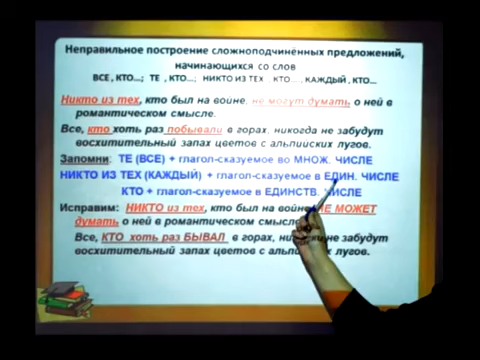 Неправильное построение сложноподчинённых предложений,
начинающихся со слов
ВСЕ , КТО…; ТЕ , КТО…; НИКТО ИЗ ТЕХ , КТО… , КАЖДЫЙ , КТО…
Никто из тех, кто был на войне, не могут думать о ней в
романтическом смысле.
Все, кто хоть раз побывали в горах, никогда не забудут
восхитительный запах цветов с альпийских лугов.
Запомни: ТЕ (ВСЕ) + глагол-сказуемое во МНОЖ. ЧИСЛЕ
НИКТО ИЗ ТЕХ (КАЖДЫЙ) + глагол-сказуемое в ЕДИН. ЧИСЛЕ
КТО + глагол-сказуемое в ЕДИНСТВ. ЧИСЛЕ
Исправим: НИКТО из тех, кто был на войне НЕ МОЖЕТ
думать о ней в романтическом смысле
Все, КТО хоть раз БЫВАЛ в горах, не забудут
восхитительный запах цветов с лугов.